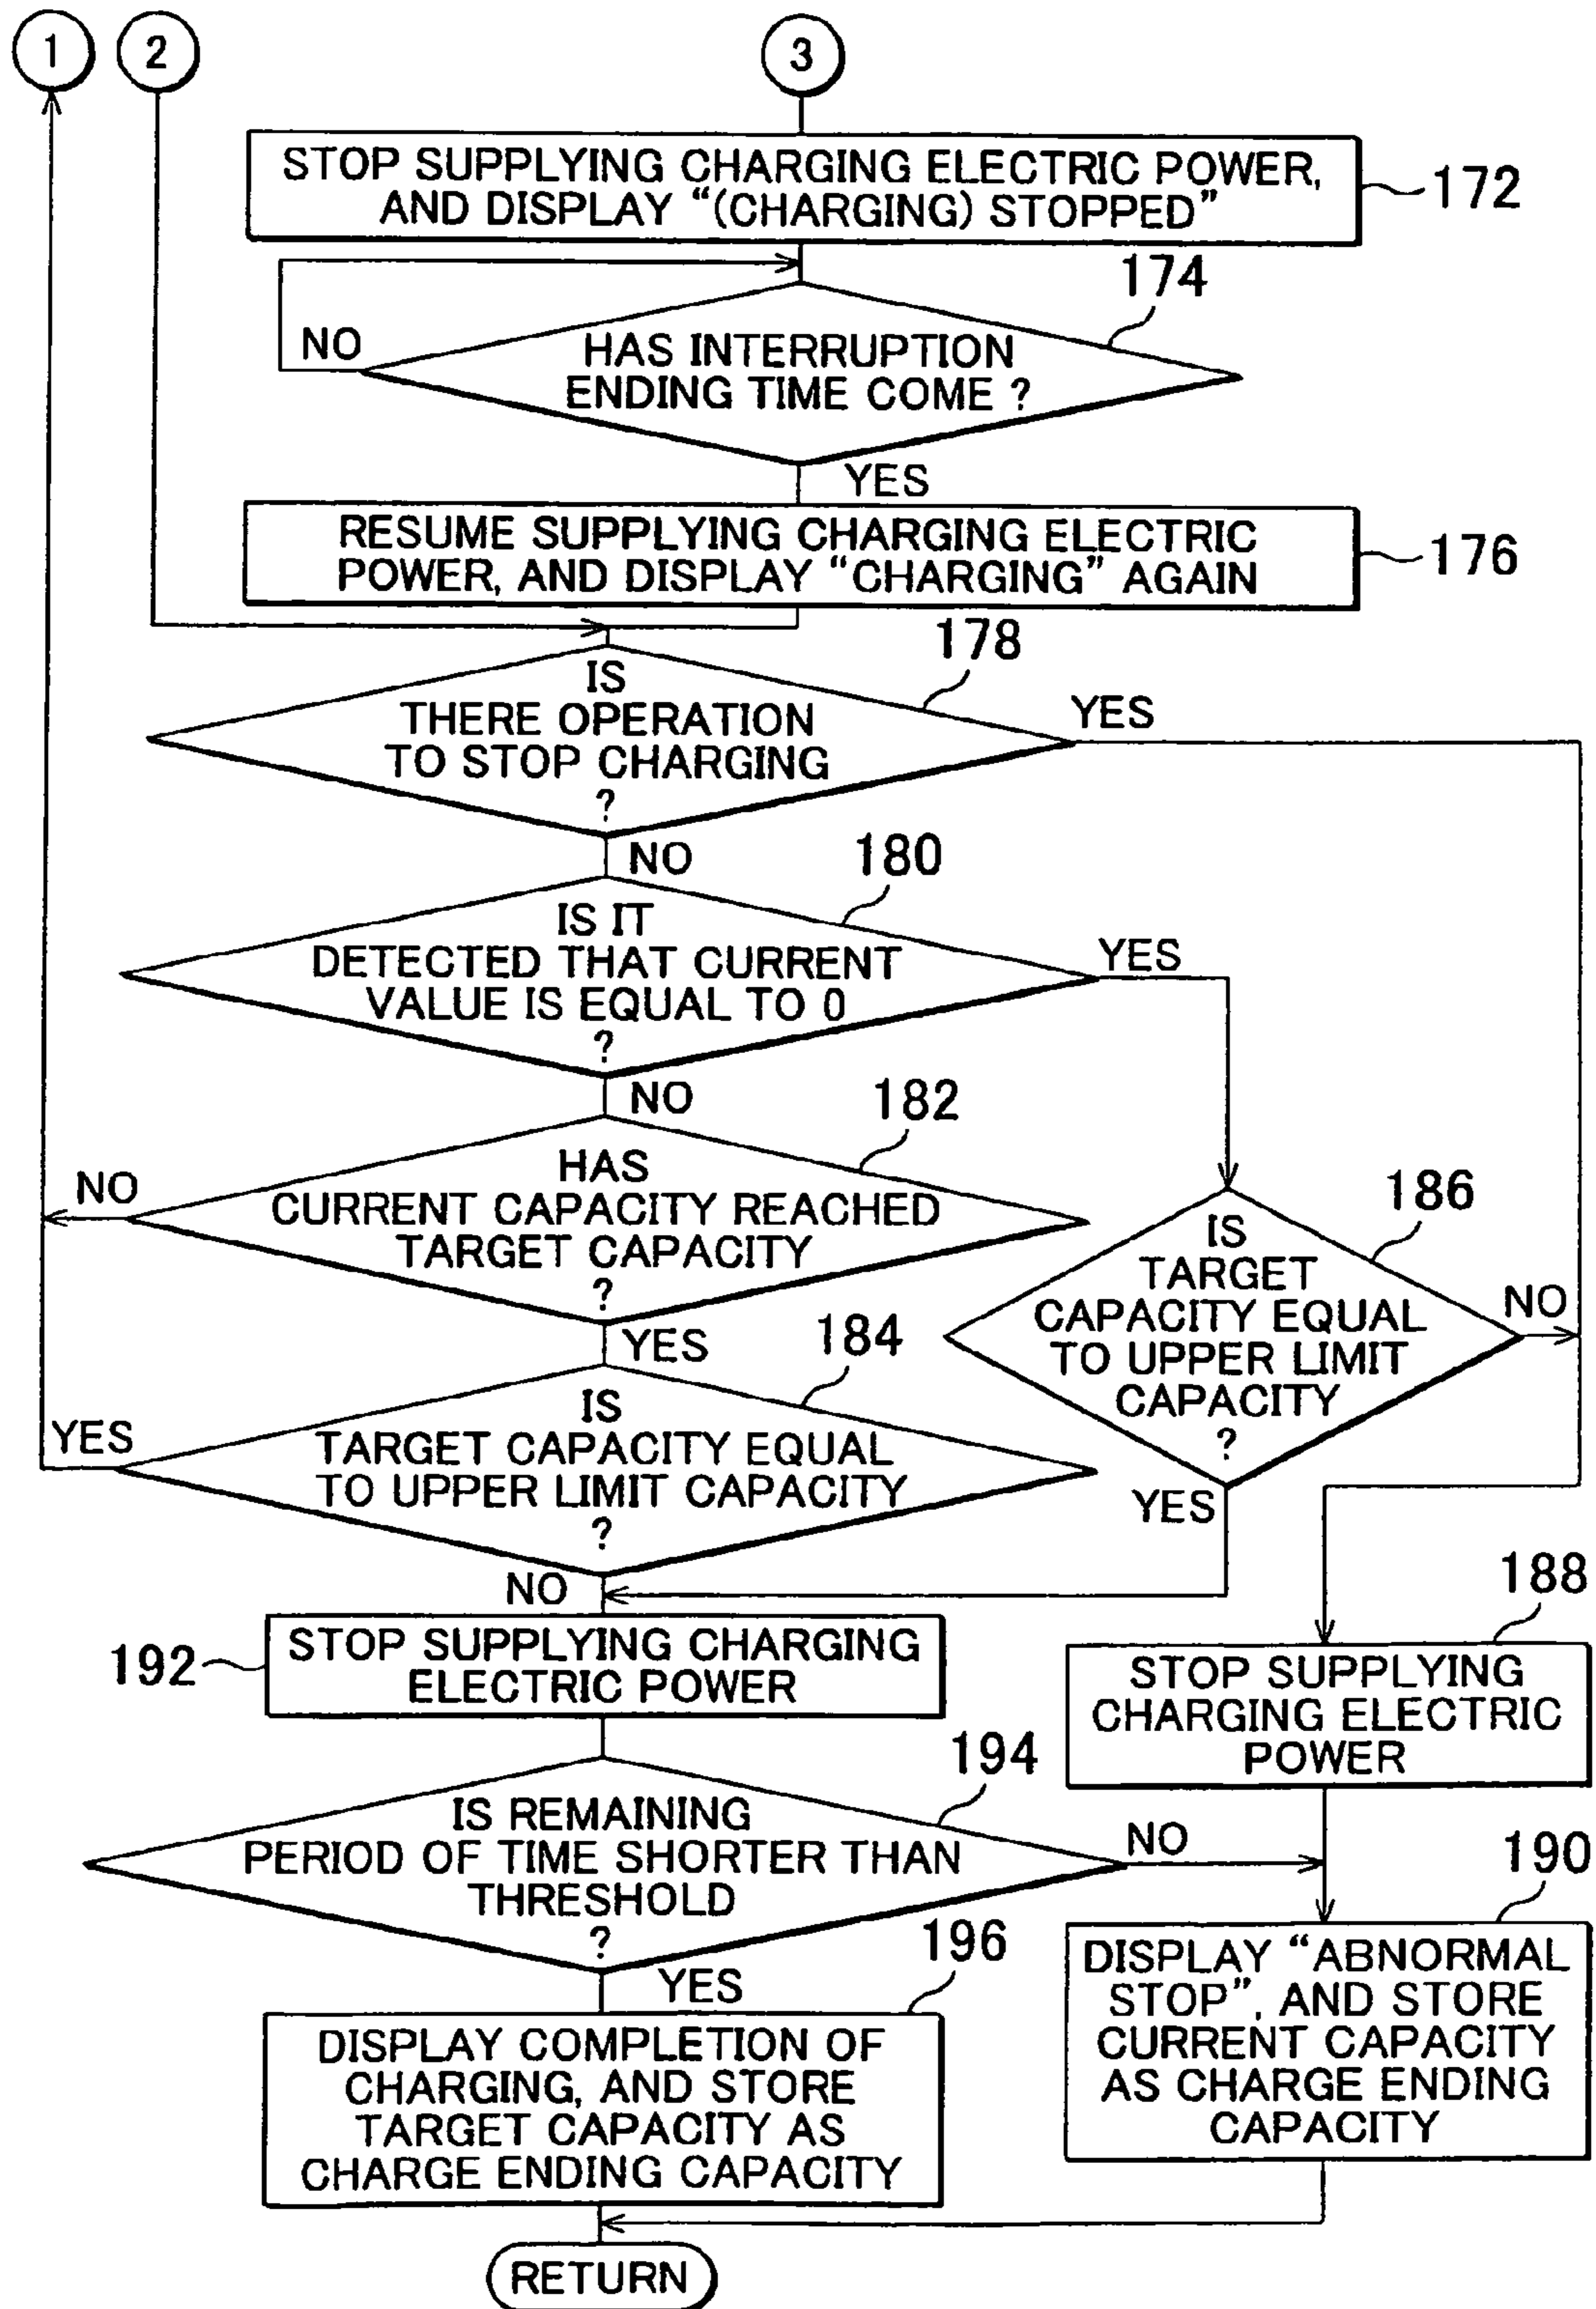 1
2
3
STOP SUPPLYING CHARGING ELECTRIC POWER,
AND DISPLAY “(CHARGING) STOPPED”
172
174
NO
HAS INTERRUPTION
ENDING TIME COME ?
YES
RESUME SUPPLYING CHARGING ELECTRIC
POWER, AND DISPLAY “CHARGING” AGAIN
176
178
IS
THERE OPERATION
TO STOP CHARGING
?
YES
NO
180
IS IT
DETECTED THAT CURRENT
VALUE IS EQUAL TO 0
?
YES
NO
182
HAS
CURRENT CAPACITY REACHED
TARGET CAPACITY
?
NO
YES
186
IS
TARGET
CAPACITY EQUAL
TO UPPER LIMIT
CAPACITY
?
NO
YES
184
IS
TARGET CAPACITY EQUAL
TO UPPER LIMIT CAPACITY
?
YES
NO
188
STOP SUPPLYING
CHARGING ELECTRIC
POWER
192
STOP SUPPLYING CHARGING
ELECTRIC POWER
194
IS REMAINING
PERIOD OF TIME SHORTER THAN
THRESHOLD
?
NO
YES
190
DISPLAY “ABNORMAL
STOP”, AND STORE
CURRENT CAPACITY
AS CHARGE ENDING
CAPACITY
196
DISPLAY COMPLETION OF
CHARGING, AND STORE
TARGET CAPACITY AS
CHARGE ENDING CAPACITY
RETURN